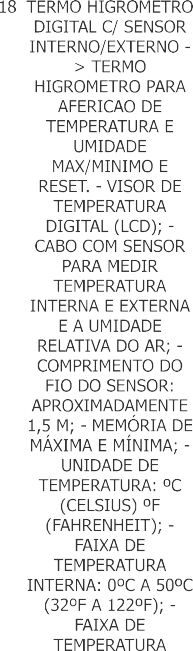 18 TERMO HIGROMETRO
DIGITAL C/ SENSOR
INTERNO/EXTERNO -
> TERMO
HIGROMETRO PARA
AFERICAO DE
TEMPERATURA E
UMIDADE
MAX/MINIMO E
RESET. - VISOR DE
TEMPERATURA
DIGITAL (LCD); -
CABO COM SENSOR
PARA MEDIR
TEMPERATURA
INTERNA E EXTERNA
E A UMIDADE
RELATIVA DO AR; -
COMPRIMENTO DO
FIO DO SENSOR:
APROXIMADAMENTE
1,5 M; - MEMÓRIA DE
MÁXIMA E MÍNIMA; -
UNIDADE DE
TEMPERATURA: ºC
(CELSIUS) ºF
(FAHRENHEIT); -
FAIXA DE
TEMPERATURA
INTERNA: 0ºC A 50ºC
(32ºF A 122ºF); -
FAIXA DE
TEMPERATURA